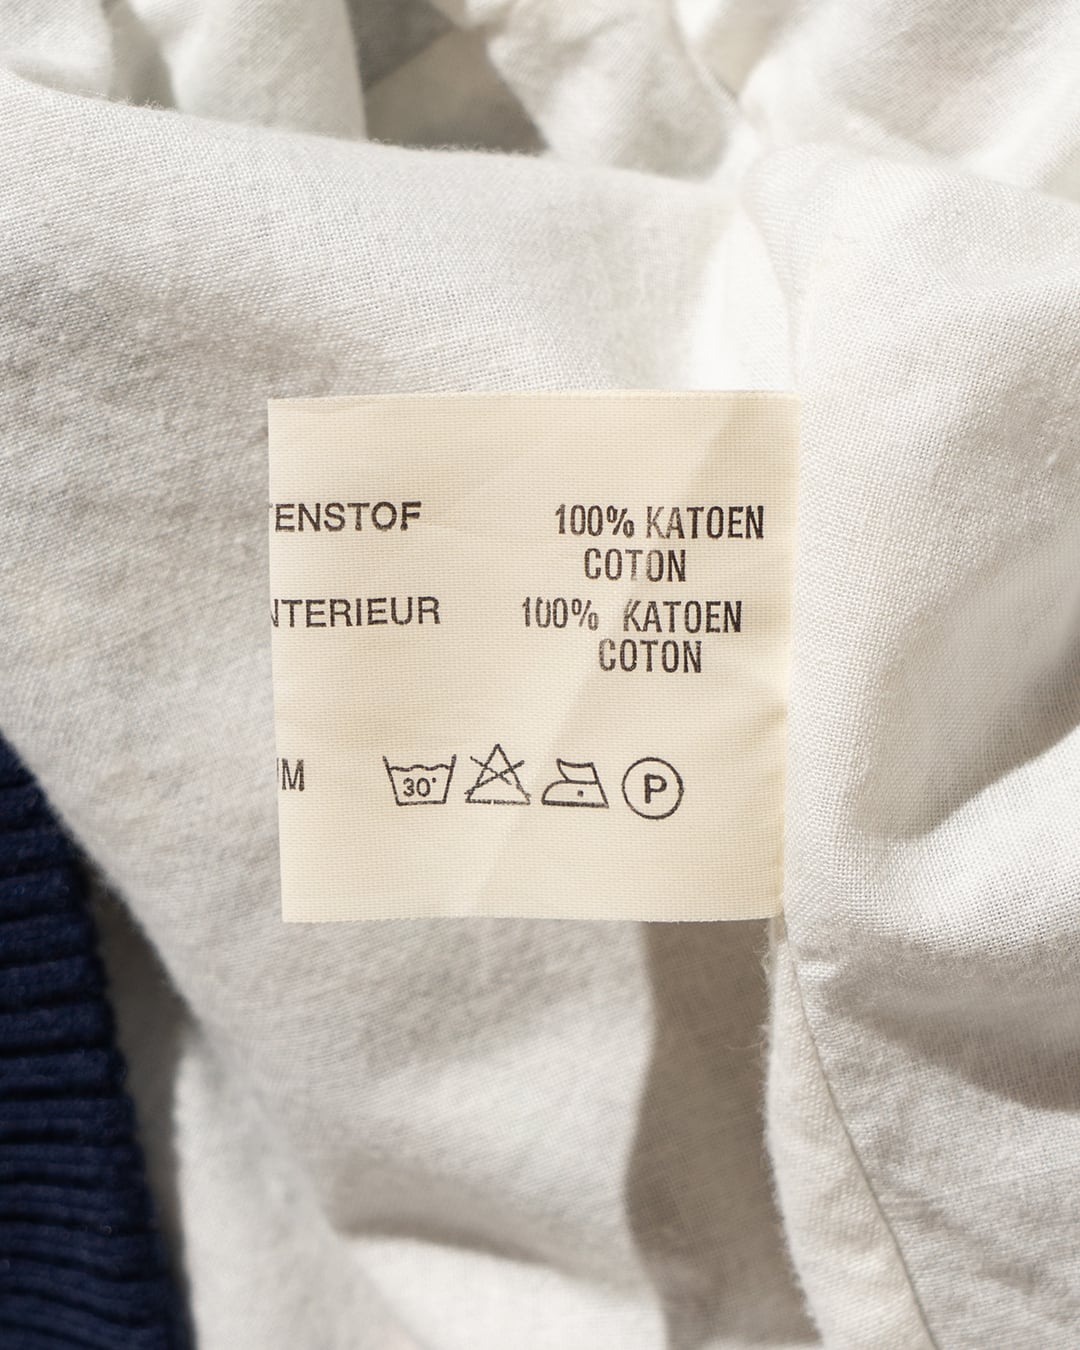 TENSTOF 100% KATOEN
COTON
NTERIEUR 100% KATOEN
COTON
M
30°
P